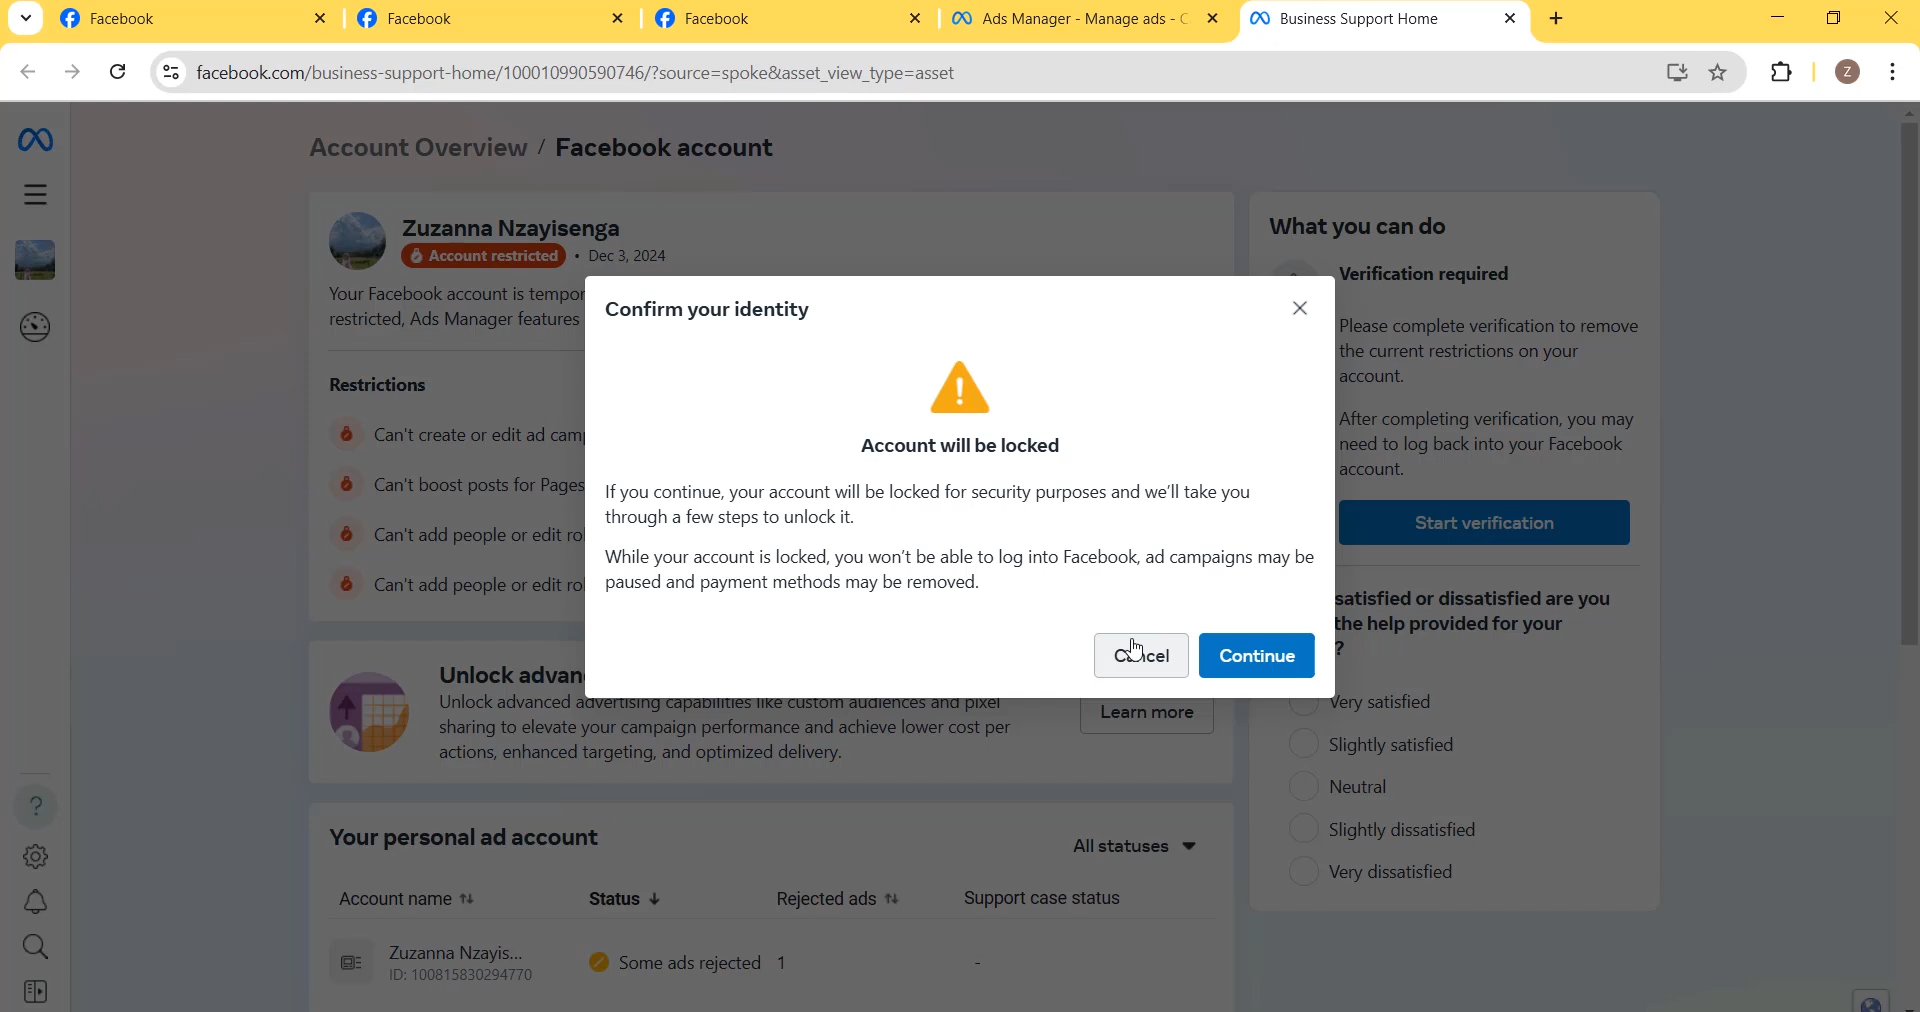 Facebook
Facebook
Facebook
Ads Manager - Manage ads - C
Business Support Home
facebook.com/business-support-home/100010990590746/?source=spoke&asset_view_type=asset
Z
Account Overview / Facebook account
Zuzanna Nzayisenga
Account restricted • Dec 3, 2024
Your Facebook account is
restricted, Ads Manager features
Restrictions
Can't create or edit ad
Can't boost posts for Pages
Can't add people or edit
Can't add people or edit
Confirm your identity
Account will be locked
If you continue, your account will be locked for security purposes and we'll take you
through a few steps to unlock it.
While your account is locked, you won't be able to log into Facebook, ad campaigns may be
paused and payment methods may be removed.
Cancel
Continue
Unlock
Unlock advanced advertising capabilities like custom audiences and pixel
sharing to elevate your campaign performance and achieve lower cost per
actions, enhanced targeting, and optimized delivery.
Learn more
Your personal ad account
All statuses
Account name
Status
Rejected ads
Support case status
Zuzanna Nzayis...
ID: 100815830294770
Some ads rejected
1
-
What you can do
Verification required
Please complete verification to remove
the current restrictions on your
account.
After completing verification, you may
need to log back into your Facebook
account.
Start verification
satisfied or dissatisfied are you
the help provided for your
?
Very satisfied
Slightly satisfied
Neutral
Slightly dissatisfied
Very dissatisfied